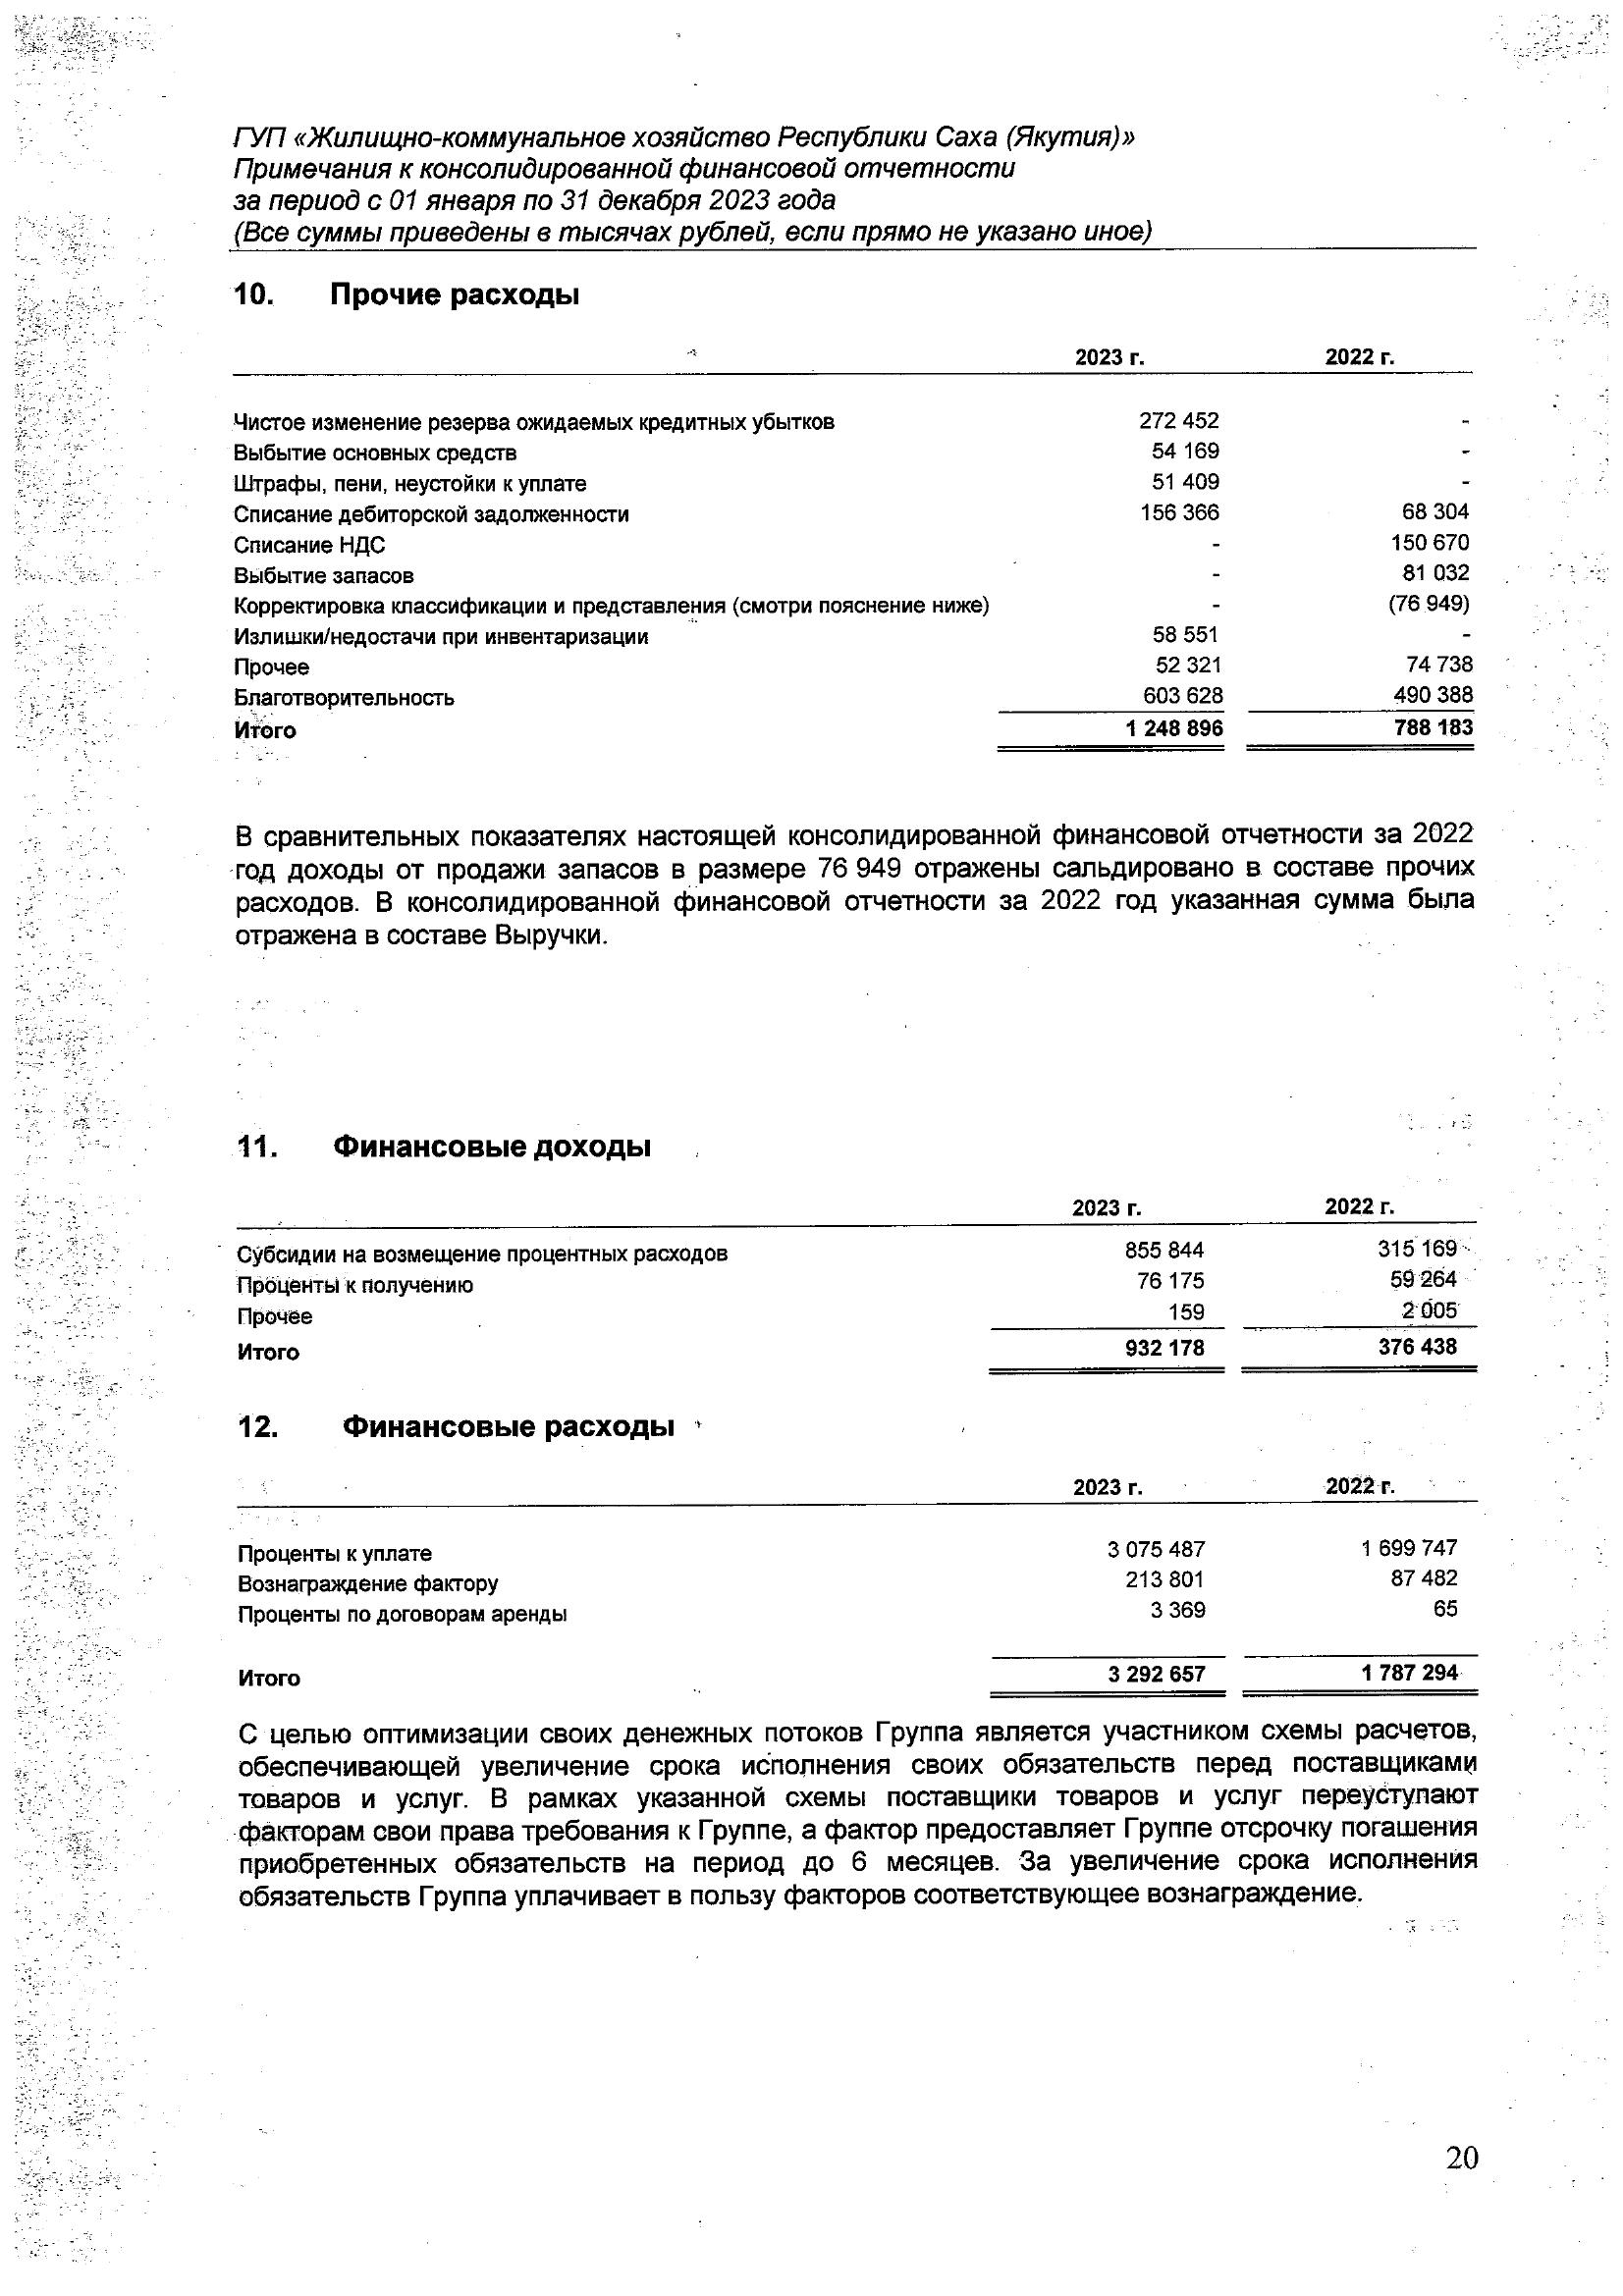 ГУП «Жилищно-коммунальное хозяйство Республики Саха (Якутия)»
Примечания к консолидированной финансовой отчетности
за период с 01 января по 31 декабря 2023 года
(Все суммы приведены в тысячах рублей, если прямо не указано иное)
10. Прочие расходы
2023 г. 2022 г.
Чистое изменение резерва ожидаемых кредитных убытков 272 452 -
Выбытие основных средств 54 169 -
Штрафы, пени, неустойки к уплате 51 409 -
Списание дебиторской задолженности 156 366 68 304
Списание НДС - 150 670
Выбытие запасов - 81 032
Корректировка классификации и представления (смотри пояснение ниже) - (76 949)
Излишки/недостачи при инвентаризации 58 551 -
Прочее 52 321 74 738
Благотворительность 603 628 490 388
Итого 1 248 896 788 183
В сравнительных показателях настоящей консолидированной финансовой отчетности за 2022
год доходы от продажи запасов в размере 76 949 отражены сальдировано в составе прочих
расходов. В консолидированной финансовой отчетности за 2022 год указанная сумма была
отражена в составе Выручки.
11. Финансовые доходы
2023 г. 2022 г.
Субсидии на возмещение процентных расходов 855 844 315 169
Проценты к получению 76 175 59 264
Прочее 159 2 005
Итого 932 178 376 438
12. Финансовые расходы
2023 г. 2022 г.
Проценты к уплате 3 075 487 1 699 747
Вознаграждение фактору 213 801 87 482
Проценты по договорам аренды 3 369 65
Итого 3 292 657 1 787 294
С целью оптимизации своих денежных потоков Группа является участником схемы расчетов,
обеспечивающей увеличение срока исполнения своих обязательств перед поставщиками
товаров и услуг. В рамках указанной схемы поставщики товаров и услуг переуступают
факторам свои права требования к Группе, а фактор предоставляет Группе отсрочку погашения
приобретенных обязательств на период до 6 месяцев. За увеличение срока исполнения
обязательств Группа уплачивает в пользу факторов соответствующее вознаграждение.
20